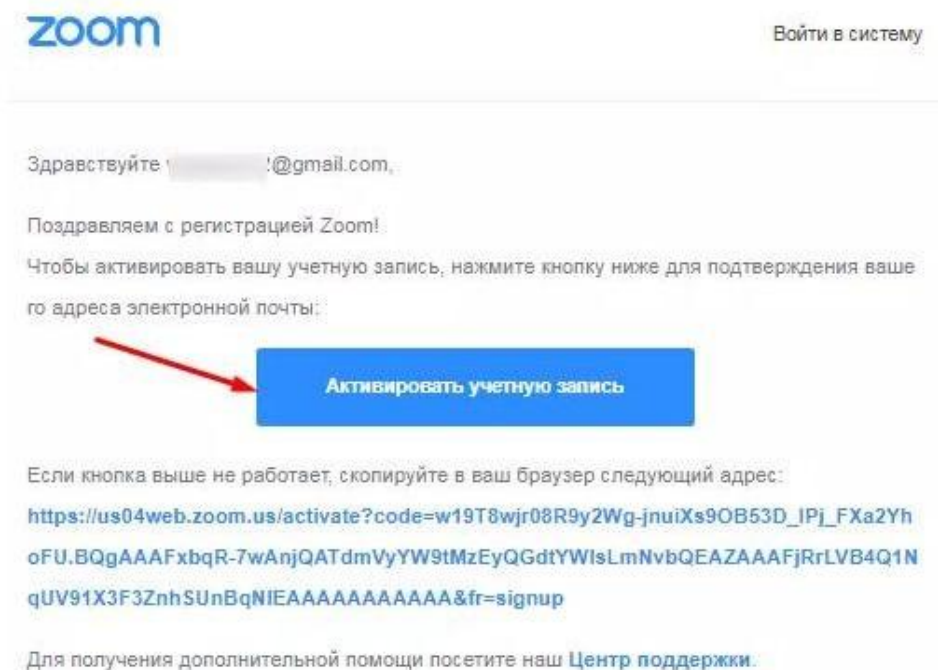 zoom
Войти в систему
Здравствуйте @gmail.com,
Поздравляем с регистрацией Zoom!
Чтобы активировать вашу учетную запись, нажмите кнопку ниже для подтверждения ваше
го адреса электронной почты:
Активировать учетную запись
Если кнопка выше не работает, скопируйте в ваш браузер следующий адрес:
https://us04web.zoom.us/activate?code=w19T8wjr08R9y2Wg-jnuiXs9OB53D_IPj_FXa2Yh
oFU.BQgAAAFxbqR-7wAnjQATdmVyYW9tMzEyQGdtYWlsLmNvbQEAZAAAFjRrLVB4Q1N
qUV91X3F3ZnhSUnBqNIEAAAAAAAAAAA&fr=signup
Для получения дополнительной помощи посетите наш Центр поддержки.